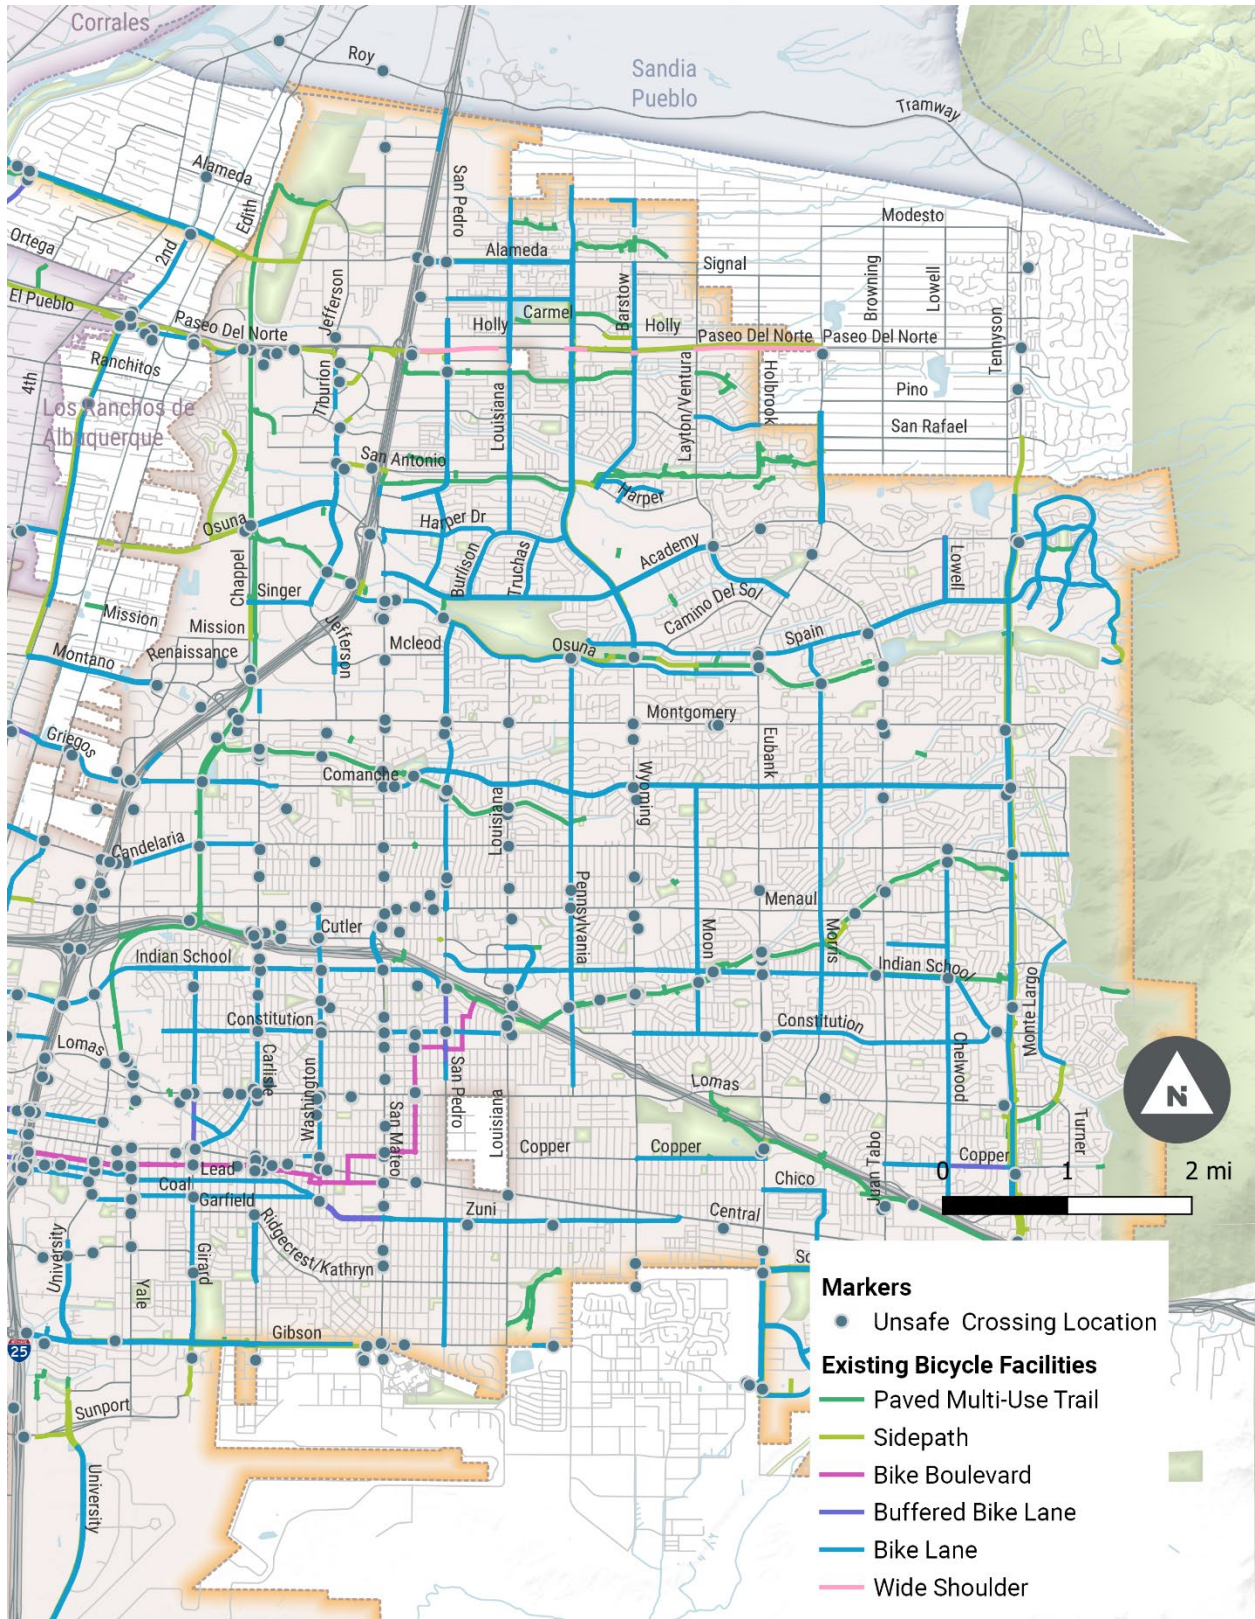 Corrales
Roy
Sandia
Pueblo
Tramway
Alameda
San Pedro
Edith
Modesto
Ortega
2nd
Alameda
Signal
Browning
Lowell
El Pueblo
Jefferson
Barstow
Carmel
Tennyson
Paseo Del Norte
Holly
Holly
Paseo Del Norte
Paseo Del Norte
Ranchitos
4th
Tiburion
Louisiana
Layton/Ventura
Holbrook
Pino
Los Ranchos de
Albuquerque
San Rafael
San Antonio
Harper
Osuna
Harper Dr
Academy
Chappel
Burlison
Truchas
Lowell
Singer
Camino Del Sol
Mission
Mission
Jefferson
Mcleod
Spain
Montano
Renaissance
Osuna
Montgomery
Griegos
Eubank
Comanche
Wyoming
Louisiana
Candelaria
Pennsylvania
Menaul
Cutler
Moon
Morris
Indian School
Indian School
Monte Largo
Constitution
Constitution
Lomas
Carlisle
Washington
San Pedro
Chelwood
Lomas
N
San Mateo
Louisiana
Turner
Copper
Copper
Copper
Lead
Coal
Garfield
Chico
Juan Tabo
0 1 2 mi
Zuni
Central
University
Ridgecrest/Kathryn
Girard
Yale
So
Gibson
25
Sunport
University
Markers
Unsafe Crossing Location
Existing Bicycle Facilities
Paved Multi-Use Trail
Sidepath
Bike Boulevard
Buffered Bike Lane
Bike Lane
Wide Shoulder